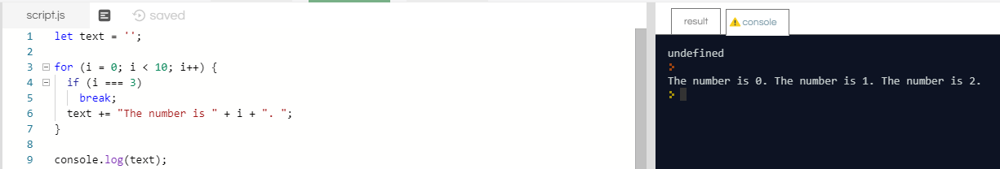 script.js saved
1 let text = '';
2
3 for (i = 0; i < 10; i++) {
4 if (i === 3)
5 break;
6 text += "The number is " + i + ". ";
7 }
8
9 console.log(text);
result console
undefined
>
The number is 0. The number is 1. The number is 2.
>